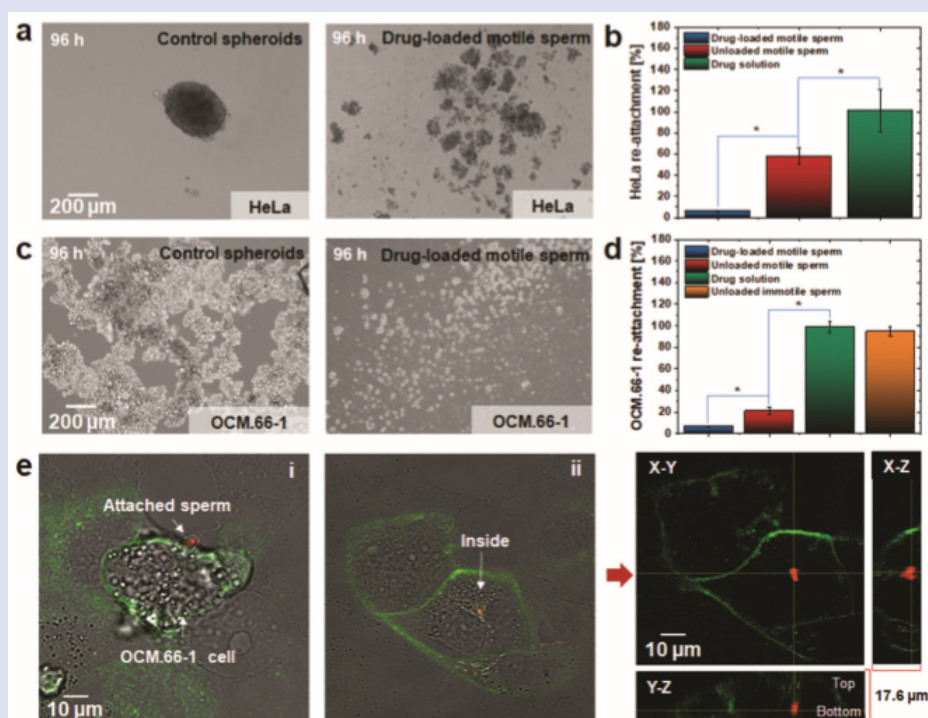 a
96 h
Control spheroids
200 µm
HeLa
96 h
Drug-loaded motile sperm
HeLa
b
180
160
140
120
100
80
60
40
20
0
HeLa re-attachment [%]
Drug-loaded motile sperm
Unloaded motile sperm
Drug solution
*
*
c
96 h
Control spheroids
200 µm
OCM.66-1
96 h
Drug-loaded motile sperm
OCM.66-1
d
180
160
140
120
100
80
60
40
20
0
OCM.66-1 re-attachment [%]
Drug-loaded motile sperm
Unloaded motile sperm
Drug solution
Unloaded immotile sperm
*
*
e
i
Attached sperm
OCM.66-1 cell
10 µm
ii
Inside
X-Y
10 µm
X-Z
Y-Z
Top
Bottom
17.6 µm